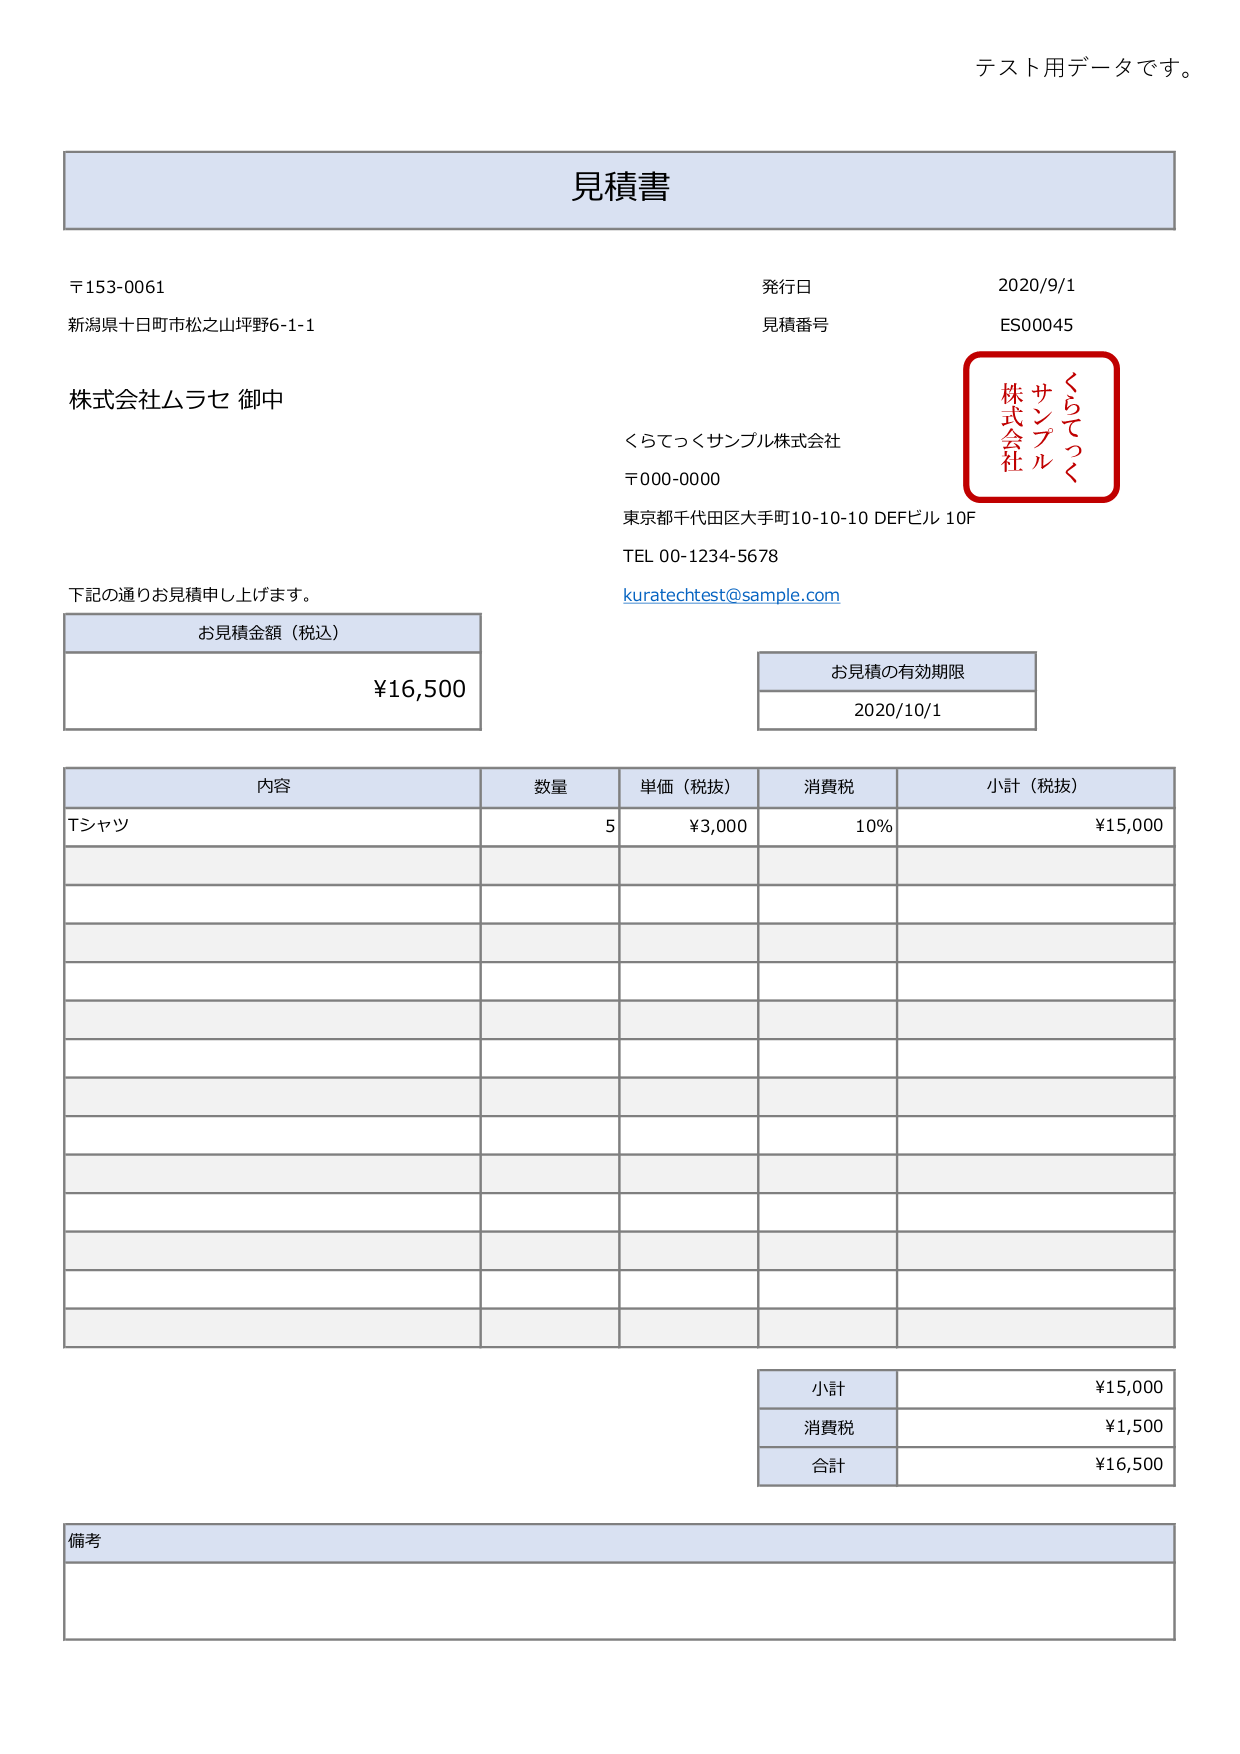 テスト用データです。
見積書
〒153-0061
新潟県十日町市松之山坪野6-1-1
発行日 2020/9/1
見積番号 ES00045
株式会社ムラセ 御中
くらてっく
サンプル
株式会社
くらてっくサンプル株式会社
〒000-0000
東京都千代田区大手町10-10-10 DEFビル 10F
TEL 00-1234-5678
kuratechtest@sample.com
下記の通りお見積申し上げます。
お見積金額（税込）
¥16,500
お見積の有効期限
2020/10/1
内容 数量 単価（税抜） 消費税 小計（税抜）
Tシャツ 5 ¥3,000 10% ¥15,000
小計 ¥15,000
消費税 ¥1,500
合計 ¥16,500
備考